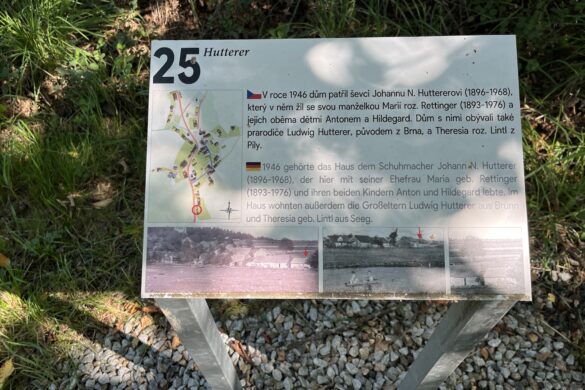 25 Hutterer
V roce 1946 dům patřil ševci Johannu N. Huttererovi (1896-1968),
který v něm žil se svou manželkou Marií roz. Rettinger (1893-1976) a
jejich oběma dětmi Antonem a Hildegard. Dům s nimi obývali také
prarodiče Ludwig Hutterer, původem z Brna, a Theresia roz. Lintl z
Pily.
1946 gehörte das Haus dem Schuhmacher Johann N. Hutterer
(1896-1968), der hier mit seiner Ehefrau Maria geb. Rettinger
(1893-1976) und ihren beiden Kindern Anton und Hildegard lebte. Im
Haus wohnten außerdem die Großeltern Ludwig Hutterer aus Brünn
und Theresia geb. Lintl aus Seeg.